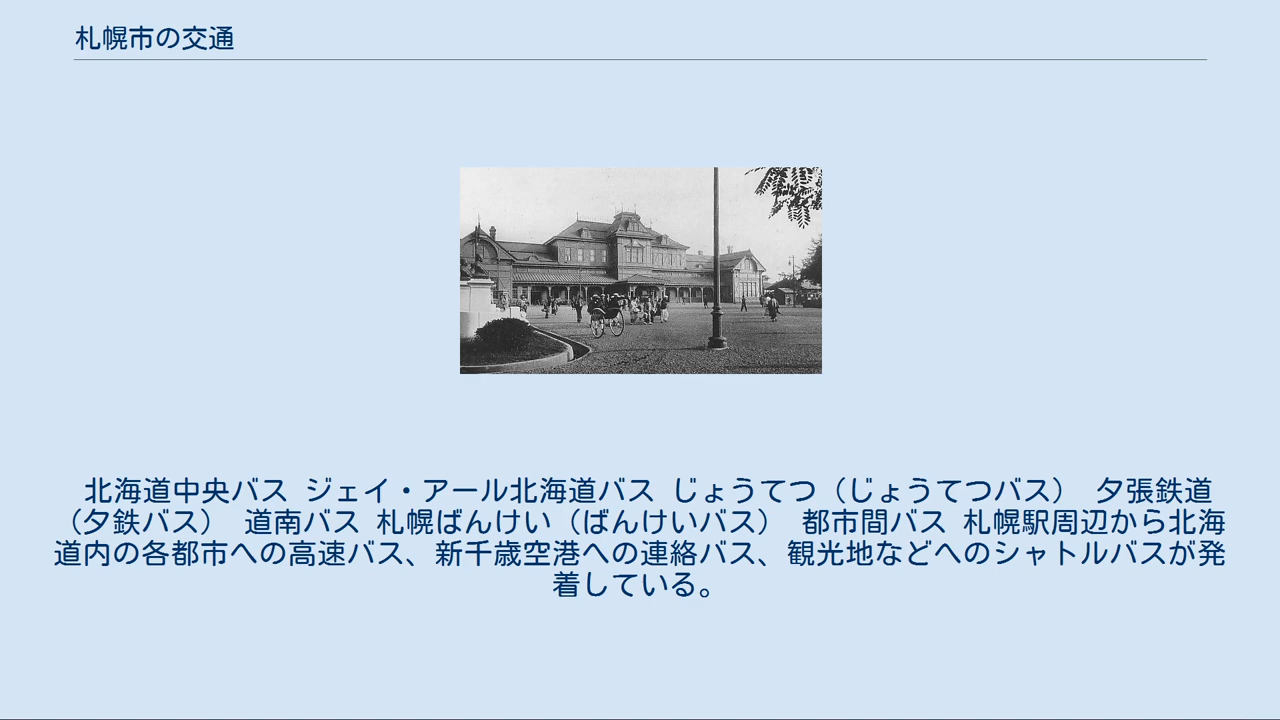 札幌市の交通
北海道中央バス ジェイ・アール北海道バス じょうてつ（じょうてつバス） 夕張鉄道
（夕鉄バス） 道南バス 札幌ばんけい（ばんけいバス） 都市間バス 札幌駅周辺から北海
道内の各都市への高速バス、新千歳空港への連絡バス、観光地などへのシャトルバスが発
着している。